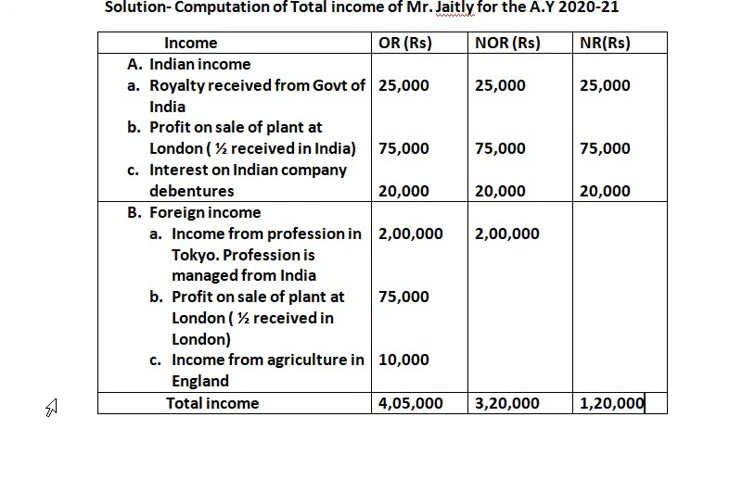 Solution- Computation of Total income of Mr. Jaitly for the A.Y 2020-21
Income OR (Rs) NOR (Rs) NR(Rs)
A. Indian income
a. Royalty received from Govt of 25,000 25,000 25,000
India
b. Profit on sale of plant at
London ( ½ received in India) 75,000 75,000 75,000
c. Interest on Indian company
debentures 20,000 20,000 20,000
B. Foreign income
a. Income from profession in 2,00,000 2,00,000
Tokyo. Profession is
managed from India
b. Profit on sale of plant at 75,000
London ( ½ received in
London)
c. Income from agriculture in 10,000
England
Total income 4,05,000 3,20,000 1,20,000